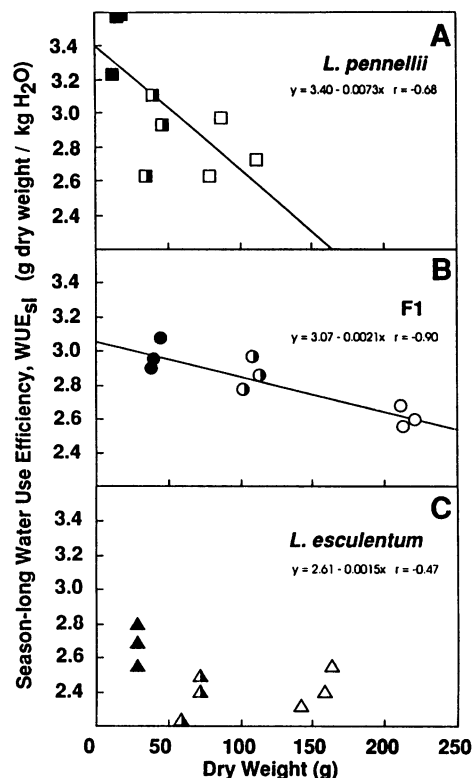 Season-long Water Use Efficiency, WUEsl (g dry weight / kg H2O)
A
3.4
L. pennellii
y = 3.40 - 0.0073x r = -0.68
3.2
3.0
2.8
2.6
2.4
B
3.4
F1
3.2
y = 3.07 - 0.0021x r = -0.90
3.0
2.8
2.6
2.4
2.2
C
3.4
L. esculentum
3.2
y = 2.61 - 0.0015x r = -0.47
3.0
2.8
2.6
2.4
0 50 100 150 200 250
Dry Weight (g)